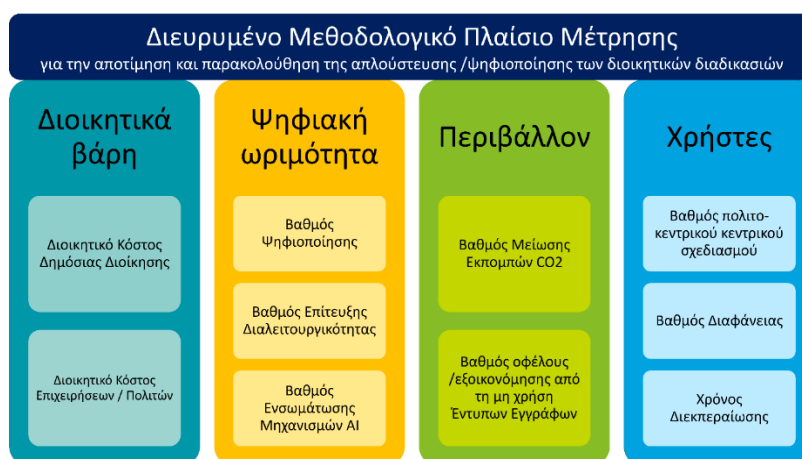 Διευρυμένο Μεθοδολογικό Πλαίσιο Μέτρησης
για την αποτίμηση και παρακολούθηση της απλούστευσης /ψηφιοποίησης των διοικητικών διαδικασιών
Διοικητικά
βάρη
Διοικητικό Κόστος
Δημόσιας Διοίκησης
Διοικητικό Κόστος
Επιχειρήσεων / Πολιτών
Ψηφιακή
ωριμότητα
Βαθμός
Ψηφιοποίησης
Βαθμός Επίτευξης
Διαλειτουργικότητας
Βαθμός
Ενσωμάτωσης
Μηχανισμών AI
Περιβάλλον
Βαθμός Μείωσης
Εκπομπών CO2
Βαθμός οφέλους
/εξοικονόμησης από
τη μη χρήση
Έντυπων Εγγράφων
Χρήστες
Βαθμός πολιτο-
κεντρικού κεντρικού
σχεδιασμού
Βαθμός Διαφάνειας
Χρόνος
Διεκπεραίωσης